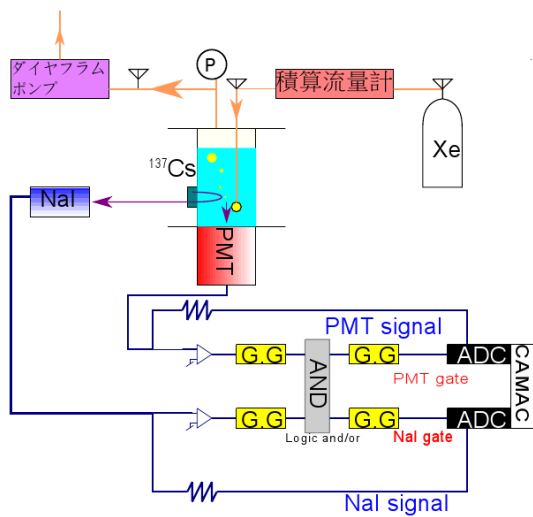 ダイヤフラム
ポンプ
P
積算流量計
Xe
137Cs
NaI
PMT
PMT signal
G.G
AND
G.G
ADC
CAMAC
PMT gate
G.G
G.G
ADC
Logic and/or
NaI gate
NaI signal